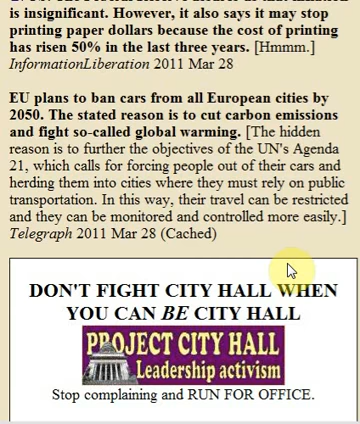 is insignificant. However, it also says it may stop
printing paper dollars because the cost of printing
has risen 50% in the last three years. [Hmmm.]
InformationLiberation 2011 Mar 28
EU plans to ban cars from all European cities by
2050. The stated reason is to cut carbon emissions
and fight so-called global warming. [The hidden
reason is to further the objectives of the UN's Agenda
21, which calls for forcing people out of their cars and
herding them into cities where they must rely on public
transportation. In this way, their travel can be restricted
and they can be monitored and controlled more easily.]
Telegraph 2011 Mar 28 (Cached)
DON'T FIGHT CITY HALL WHEN
YOU CAN BE CITY HALL
PROJECT CITY HALL
Leadership activism
Stop complaining and RUN FOR OFFICE.